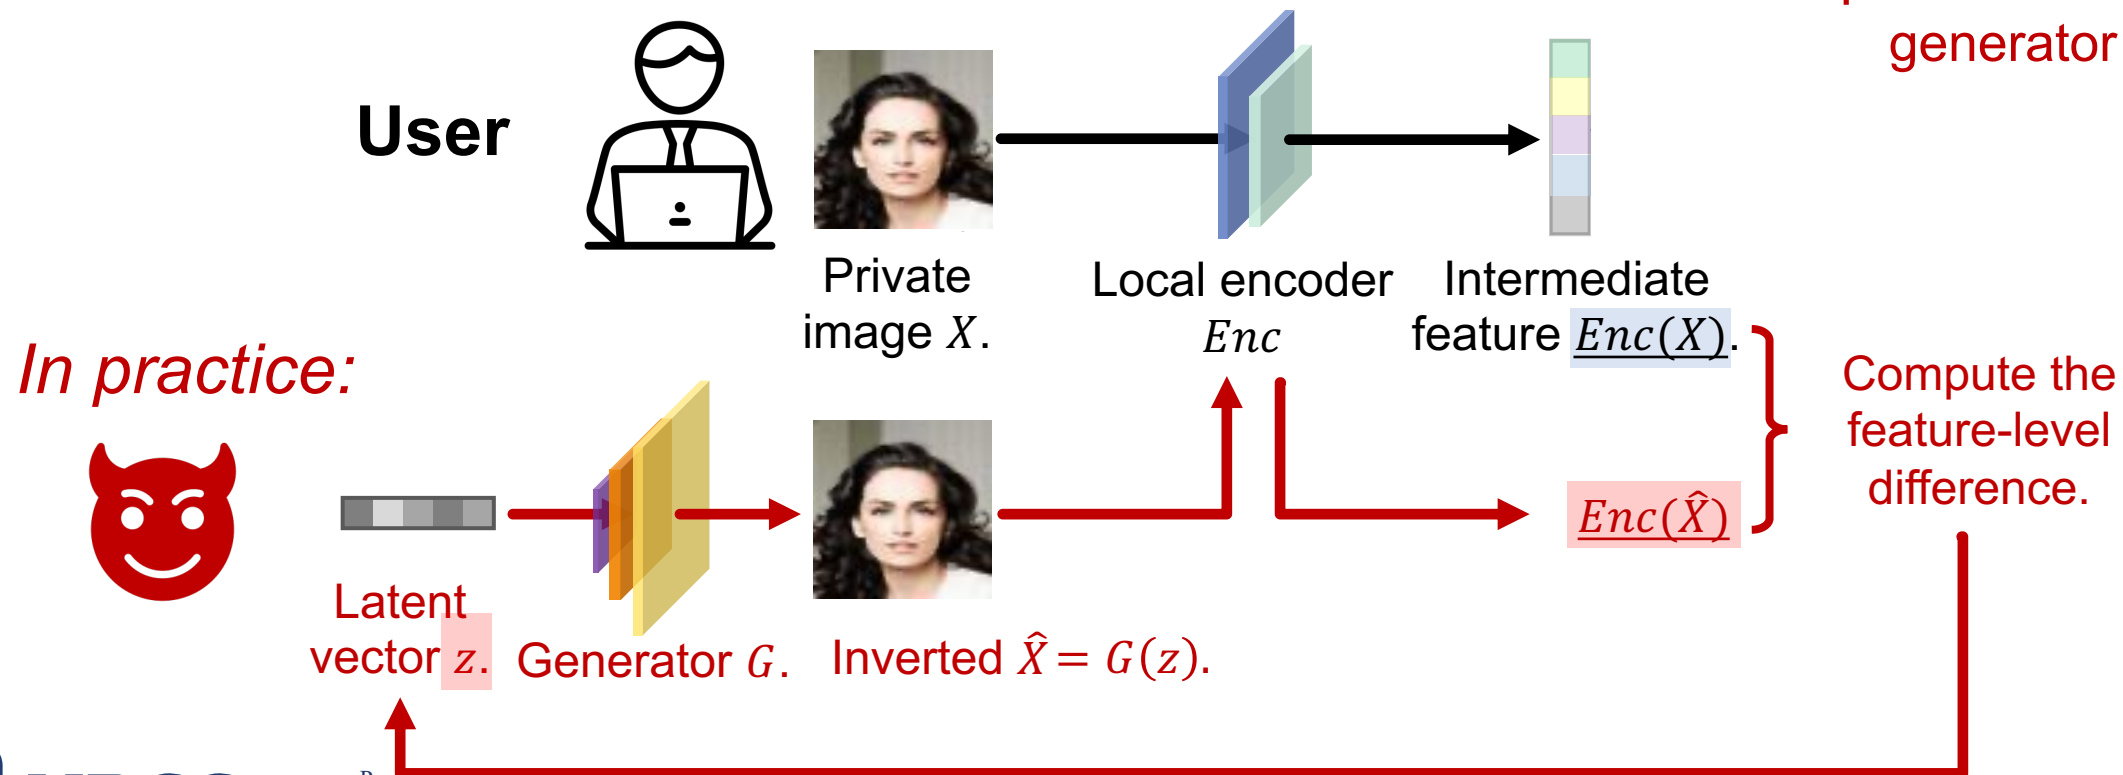 generator
User
Private
image X.
Local encoder
Enc
Intermediate
feature Enc(X).
In practice:
Compute the
feature-level
difference.
Enc(X̂)
Latent
vector z.
Generator G.
Inverted X̂ = G(z).